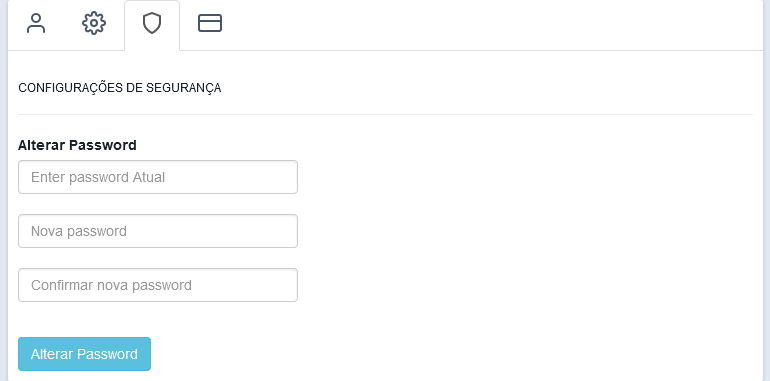 CONFIGURAÇÕES DE SEGURANÇA
Alterar Password
Enter password Atual
Nova password
Confirmar nova password
Alterar Password